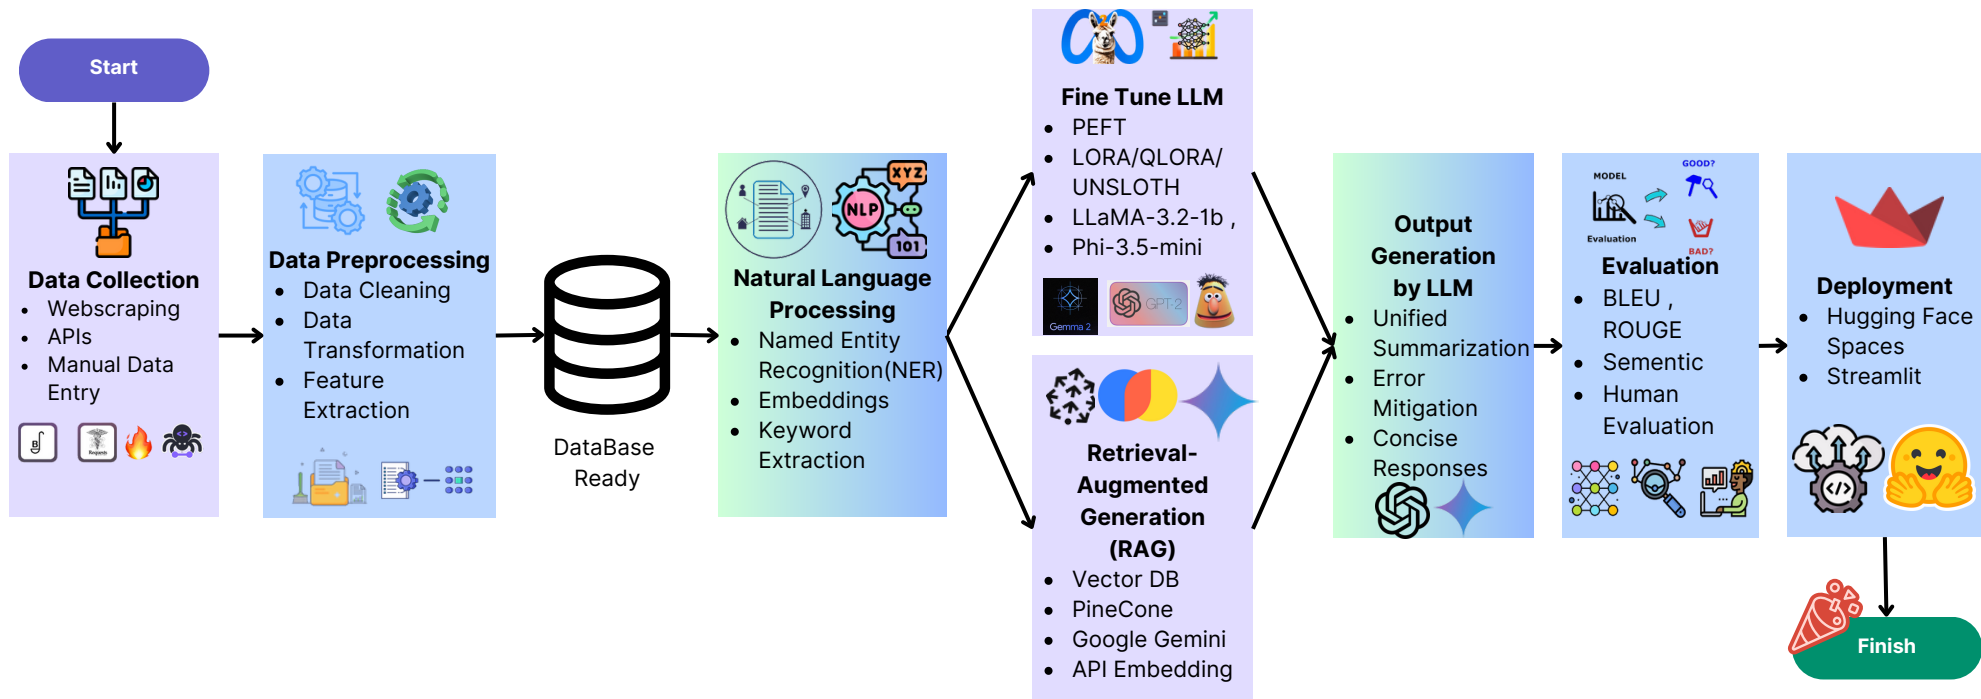 Start
Data Collection
• Webscraping
• APIs
• Manual Data
Entry
B
Requests
Data Preprocessing
• Data Cleaning
• Data
Transformation
• Feature
Extraction
DataBase
Ready
XYZ
NLP
101
Natural Language
Processing
• Named Entity
Recognition(NER)
• Embeddings
• Keyword
Extraction
Fine Tune LLM
• PEFT
• LORA/QLORA/
UNSLOTH
• LLaMA-3.2-1b ,
• Phi-3.5-mini
Gemma 2
GPT-2
Retrieval-
Augmented
Generation
(RAG)
• Vector DB
• PineCone
• Google Gemini
• API Embedding
Output
Generation
by LLM
• Unified
Summarization
• Error
Mitigation
• Concise
Responses
GOOD?
MODEL
Evaluation
BAD?
Evaluation
• BLEU ,
ROUGE
• Sementic
• Human
Evaluation
Deployment
• Hugging Face
Spaces
• Streamlit
</>
Finish